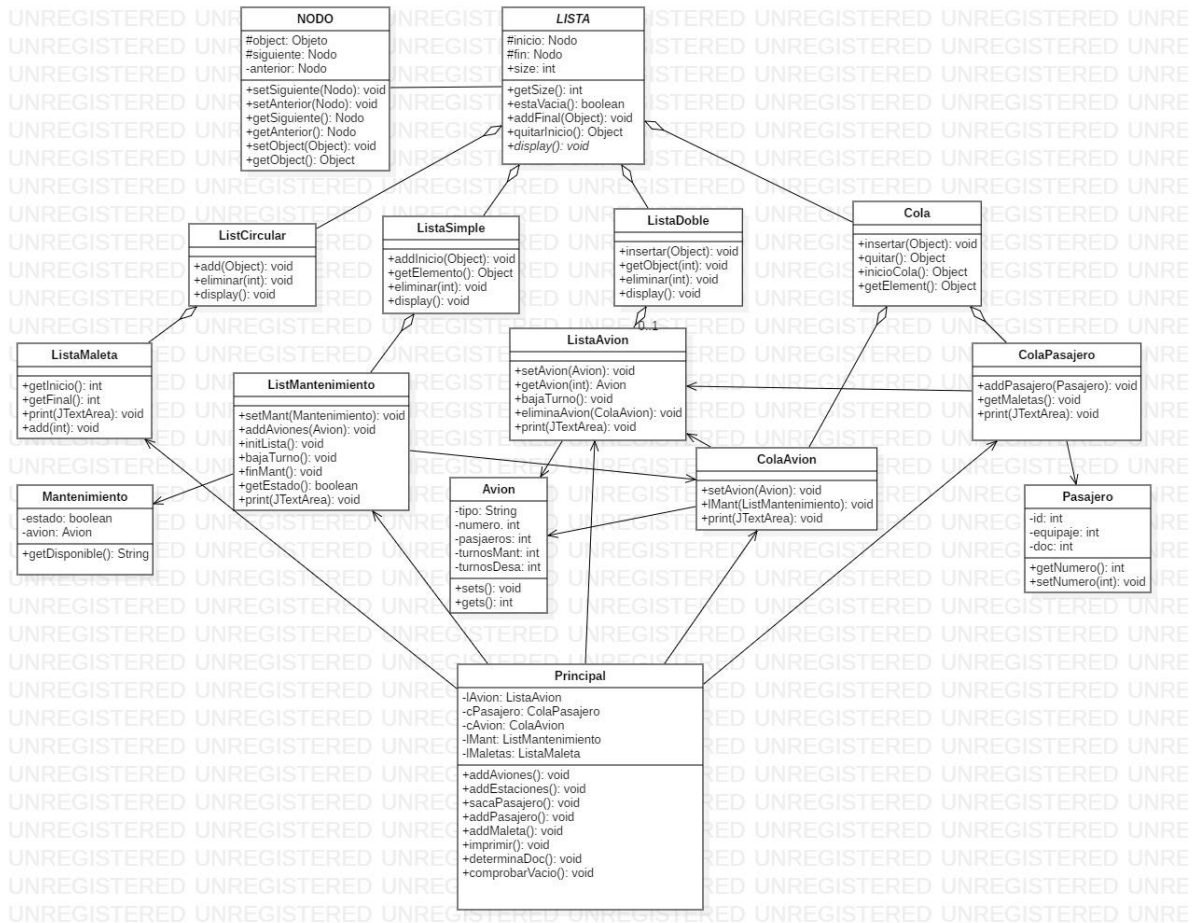 NODO
#object: Objeto
#siguiente: Nodo
-anterior: Nodo
+setSiguiente(Nodo): void
+setAnterior(Nodo): void
+getSiguiente(): Nodo
+getAnterior(): Nodo
+setObject(Object): void
+getObject(): Object
LISTA
#inicio: Nodo
#fin: Nodo
+size: int
+getSize(): int
+estaVacia(): boolean
+addFinal(Object): void
+quitarInicio(): Object
+display(): void
ListCircular
+add(Object): void
+eliminar(int): void
+display(): void
ListaSimple
+addInicio(Object): void
+getElemento(): Object
+eliminar(int): void
+display(): void
ListaDoble
+insertar(Object): void
+getObject(int): void
+eliminar(int): void
+display(): void
Cola
+insertar(Object): void
+quitar(): Object
+inicioCola(): Object
+getElement(): Object
0..1
ListaMaleta
+getInicio(): int
+getFinal(): int
+print(JTextArea): void
+add(int): void
ListMantenimiento
+setMant(Mantenimiento): void
+addAviones(Avion): void
+initLista(): void
+bajaTurno(): void
+finMant(): void
+getEstado(): boolean
+print(JTextArea): void
ListaAvion
+setAvion(Avion): void
+getAvion(int): Avion
+bajaTurno(): void
+eliminaAvion(ColaAvion): void
+print(JTextArea): void
ColaPasajero
+addPasajero(Pasajero): void
+getMaletas(): void
+print(JTextArea): void
Mantenimiento
-estado: boolean
-avion: Avion
+getDisponible(): String
Avion
-tipo: String
-numero. int
-pasjaeros: int
-turnosMant: int
-turnosDesa: int
+sets(): void
+gets(): int
ColaAvion
+setAvion(Avion): void
+lMant(ListMantenimiento): void
+print(JTextArea): void
Pasajero
-id: int
-equipaje: int
-doc: int
+getNumero(): int
+setNumero(int): void
Principal
-lAvion: ListaAvion
-cPasajero: ColaPasajero
-cAvion: ColaAvion
-lMant: ListMantenimiento
-lMaletas: ListaMaleta
+addAviones(): void
+addEstaciones(): void
+sacaPasajero(): void
+addPasajero(): void
+addMaleta(): void
+imprimir(): void
+determinaDoc(): void
+comprobarVacio(): void
UNREGISTERED